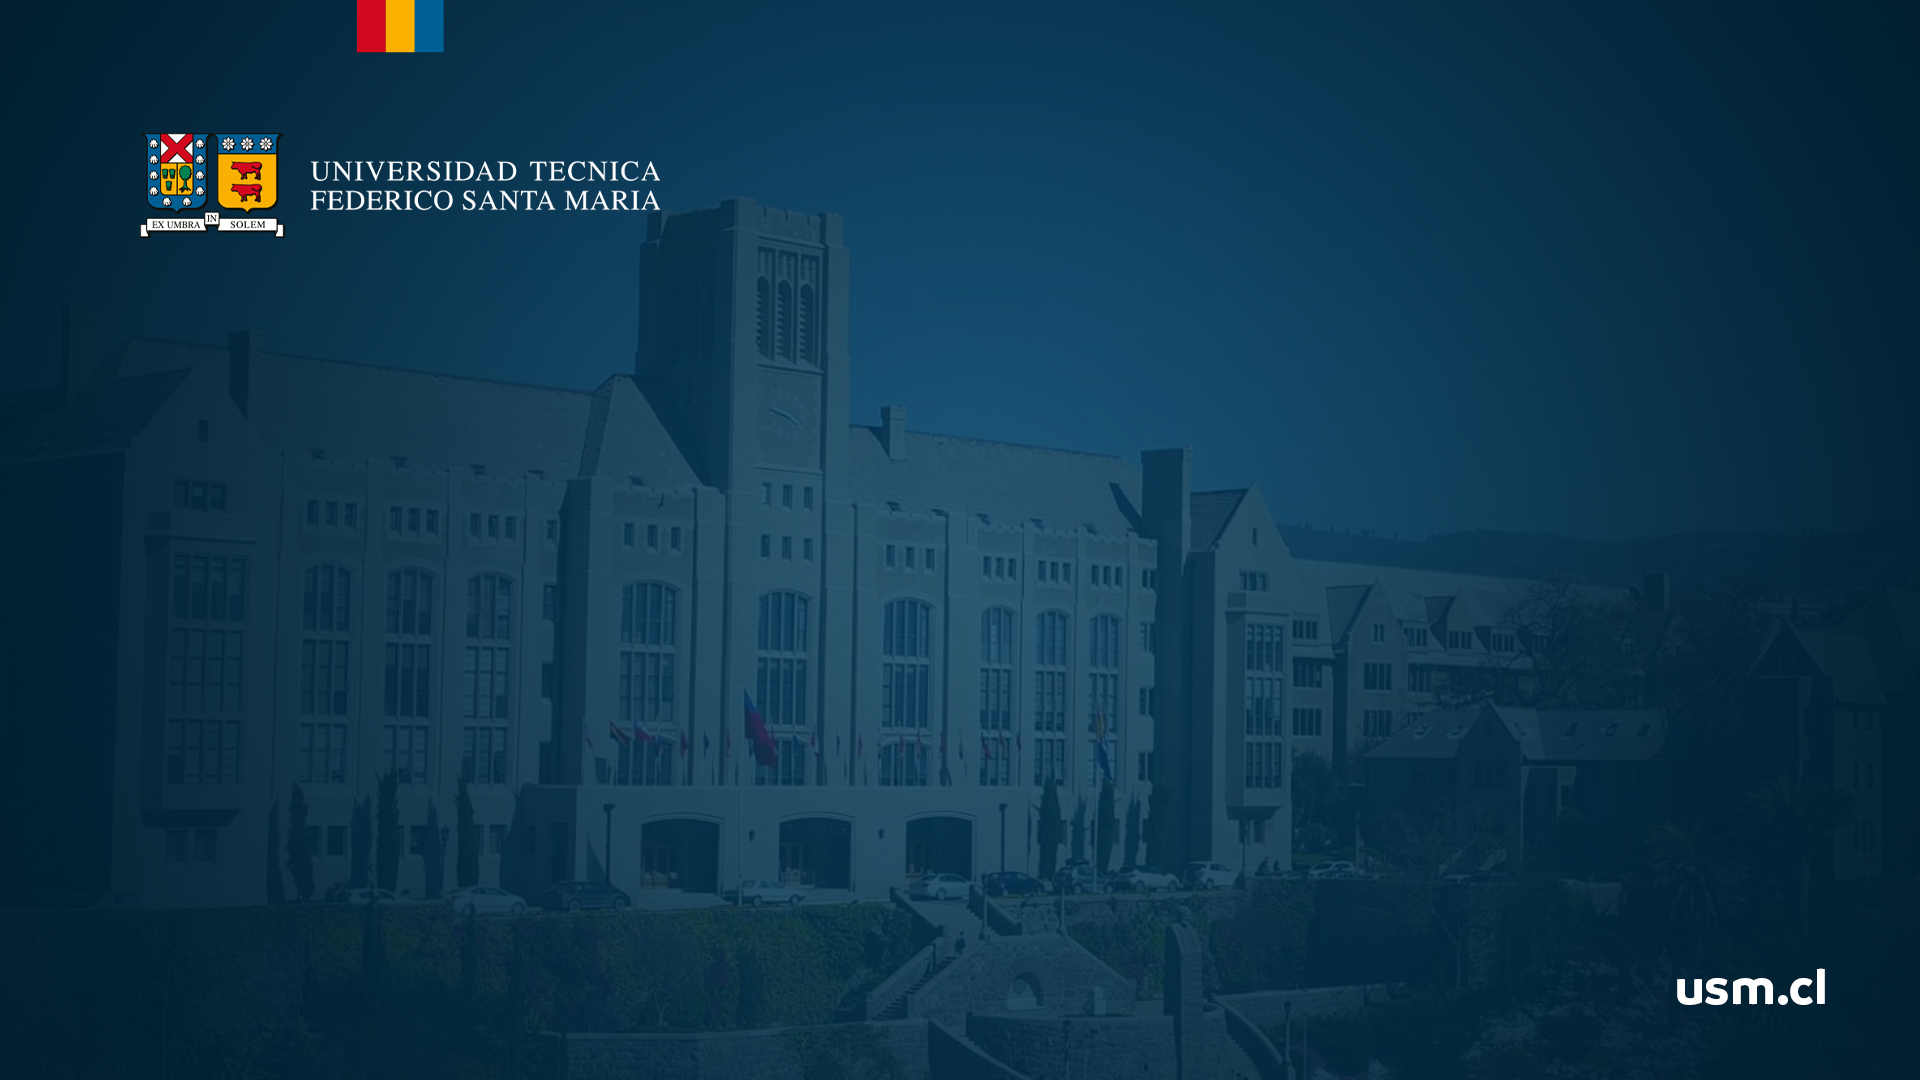 UNIVERSIDAD TECNICA
FEDERICO SANTA MARIA
EX UMBRA IN SOLEM
usm.cl